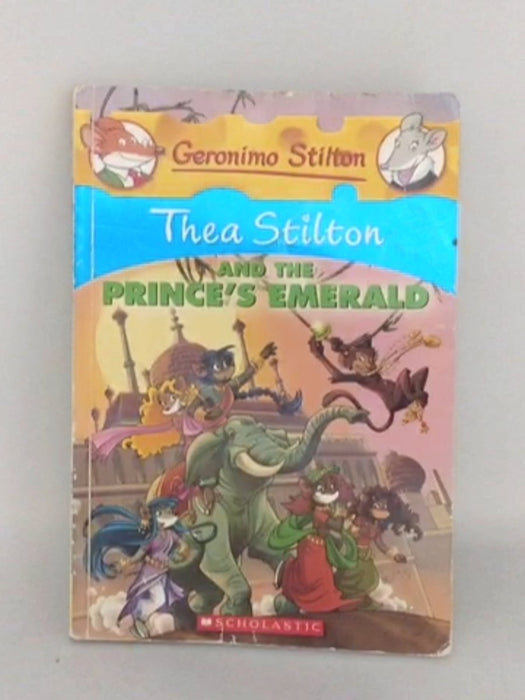 Geronimo Stilton
Thea Stilton
AND THE
PRINCE'S EMERALD
SCHOLASTIC